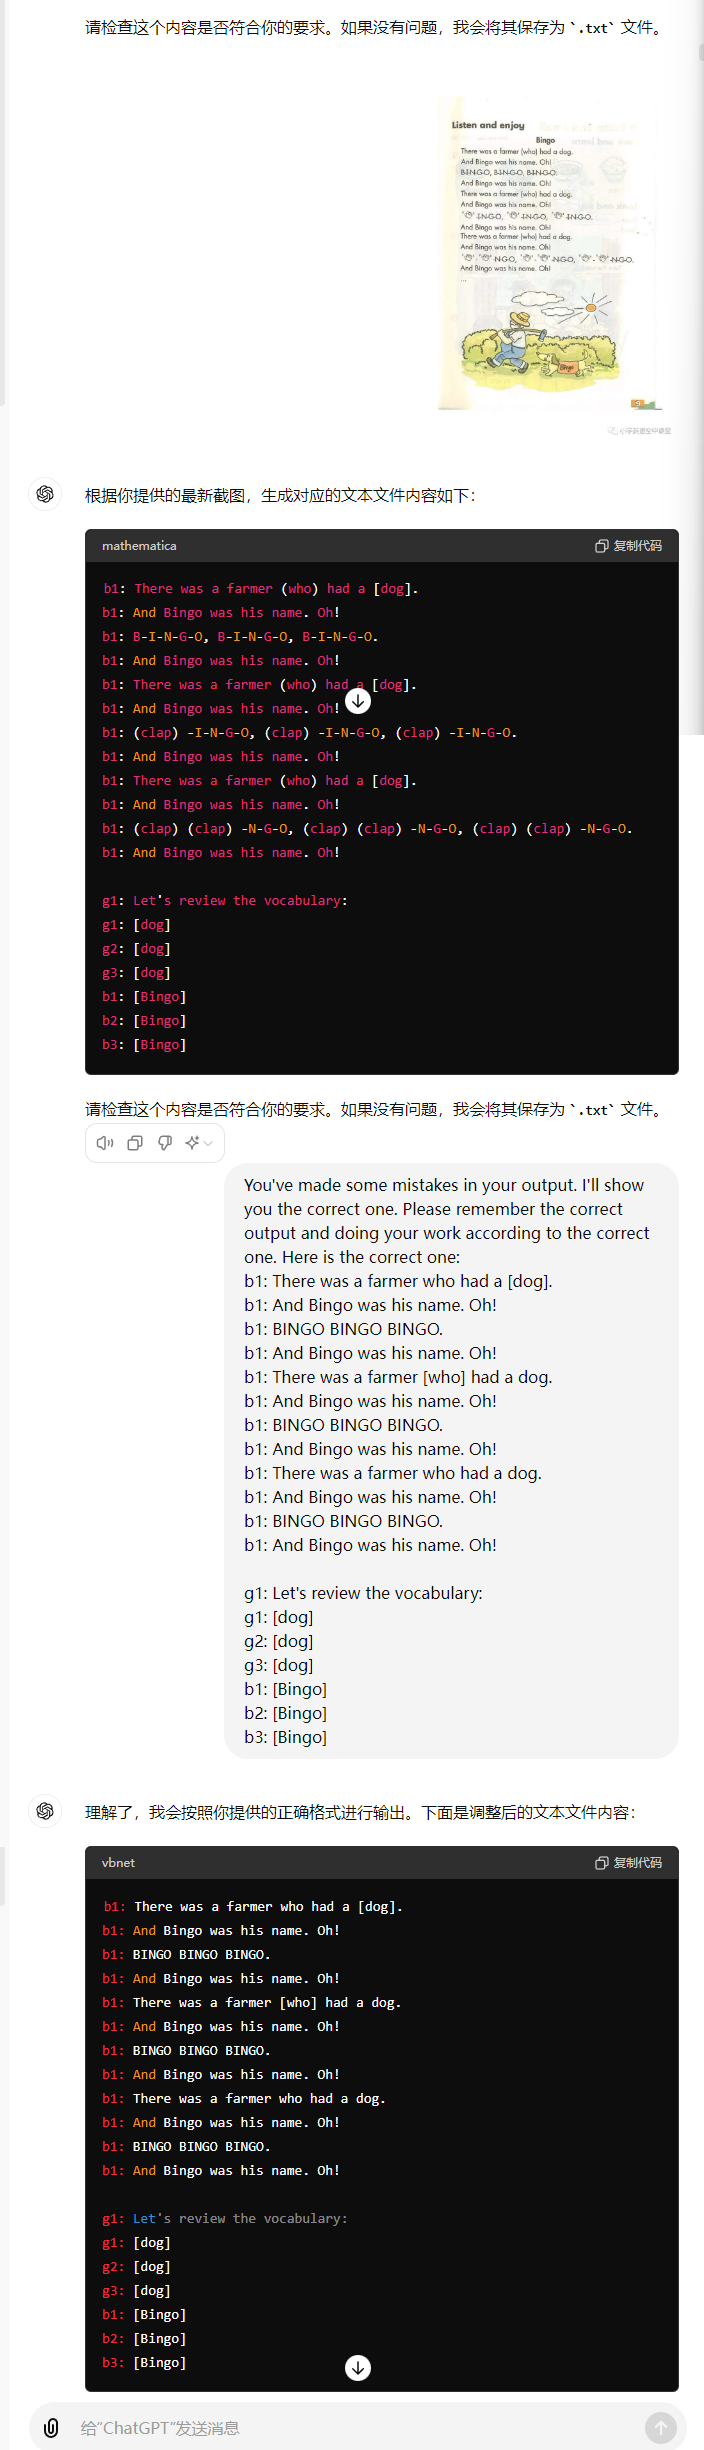 请检查这个内容是否符合你的要求。如果没有问题，我会将其保存为 `.txt` 文件。
Listen and enjoy
Bingo
There was a farmer (who) had a dog.
And Bingo was his name. Oh!
B-I-N-G-O, B-I-N-G-O, B-I-N-G-O.
And Bingo was his name. Oh!
There was a farmer (who) had a dog.
And Bingo was his name. Oh!
-I-N-G-O, -I-N-G-O, -I-N-G-O.
And Bingo was his name. Oh!
There was a farmer (who) had a dog.
And Bingo was his name. Oh!
-N-G-O, -N-G-O, -N-G-O.
And Bingo was his name. Oh!
...
Bingo
9
根据你提供的最新截图，生成对应的文本文件内容如下：
mathematica 复制代码
b1: There was a farmer (who) had a [dog].
b1: And Bingo was his name. Oh!
b1: B-I-N-G-O, B-I-N-G-O, B-I-N-G-O.
b1: And Bingo was his name. Oh!
b1: There was a farmer (who) had a [dog].
b1: And Bingo was his name. Oh!
b1: (clap) -I-N-G-O, (clap) -I-N-G-O, (clap) -I-N-G-O.
b1: And Bingo was his name. Oh!
b1: There was a farmer (who) had a [dog].
b1: And Bingo was his name. Oh!
b1: (clap) (clap) -N-G-O, (clap) (clap) -N-G-O, (clap) (clap) -N-G-O.
b1: And Bingo was his name. Oh!
g1: Let's review the vocabulary:
g1: [dog]
g2: [dog]
g3: [dog]
b1: [Bingo]
b2: [Bingo]
b3: [Bingo]
请检查这个内容是否符合你的要求。如果没有问题，我会将其保存为 `.txt` 文件。
You've made some mistakes in your output. I'll show
you the correct one. Please remember the correct
output and doing your work according to the correct
one. Here is the correct one:
b1: There was a farmer who had a [dog].
b1: And Bingo was his name. Oh!
b1: BINGO BINGO BINGO.
b1: And Bingo was his name. Oh!
b1: There was a farmer [who] had a dog.
b1: And Bingo was his name. Oh!
b1: BINGO BINGO BINGO.
b1: And Bingo was his name. Oh!
b1: There was a farmer who had a dog.
b1: And Bingo was his name. Oh!
b1: BINGO BINGO BINGO.
b1: And Bingo was his name. Oh!
g1: Let's review the vocabulary:
g1: [dog]
g2: [dog]
g3: [dog]
b1: [Bingo]
b2: [Bingo]
b3: [Bingo]
理解了，我会按照你提供的正确格式进行输出。下面是调整后的文本文件内容：
vbnet 复制代码
b1: There was a farmer who had a [dog].
b1: And Bingo was his name. Oh!
b1: BINGO BINGO BINGO.
b1: And Bingo was his name. Oh!
b1: There was a farmer [who] had a dog.
b1: And Bingo was his name. Oh!
b1: BINGO BINGO BINGO.
b1: And Bingo was his name. Oh!
b1: There was a farmer who had a dog.
b1: And Bingo was his name. Oh!
b1: BINGO BINGO BINGO.
b1: And Bingo was his name. Oh!
g1: Let's review the vocabulary:
g1: [dog]
g2: [dog]
g3: [dog]
b1: [Bingo]
b2: [Bingo]
b3: [Bingo]
给"ChatGPT"发送消息